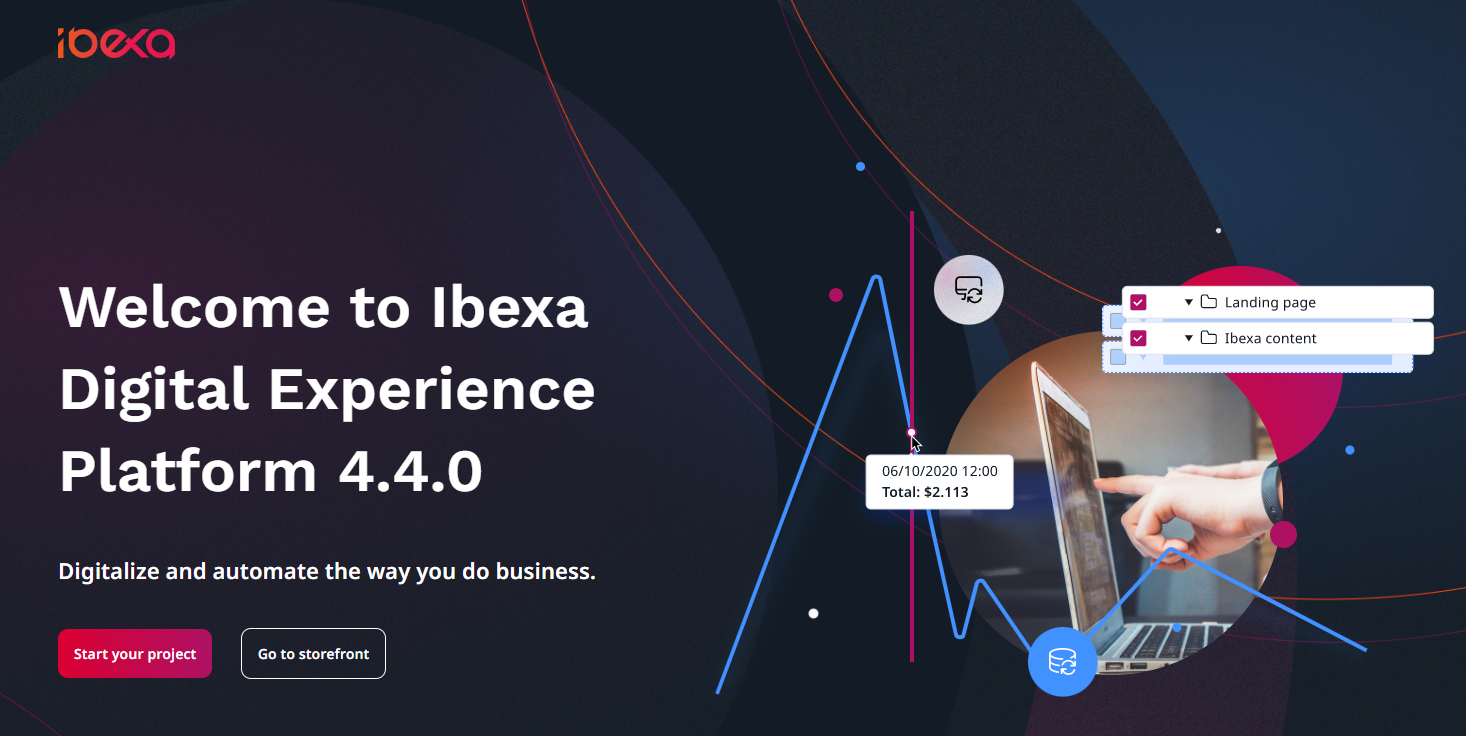 ibexa
Welcome to Ibexa
Digital Experience
Platform 4.4.0
Digitalize and automate the way you do business.
Start your project
Go to storefront
06/10/2020 12:00
Total: $2.113
Landing page
Ibexa content